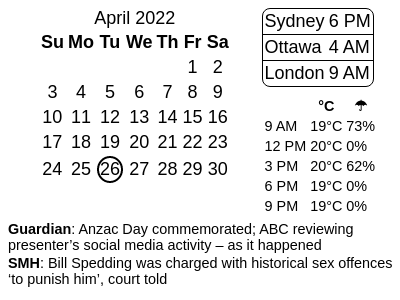 April 2022
Su Mo Tu We Th Fr Sa
1 2
3 4 5 6 7 8 9
10 11 12 13 14 15 16
17 18 19 20 21 22 23
24 25 26 27 28 29 30
Sydney 6 PM
Ottawa 4 AM
London 9 AM
°C ☂
9 AM 19°C 73%
12 PM 20°C 0%
3 PM 20°C 62%
6 PM 19°C 0%
9 PM 19°C 0%
Guardian: Anzac Day commemorated; ABC reviewing
presenter’s social media activity – as it happened
SMH: Bill Spedding was charged with historical sex offences
‘to punish him’, court told